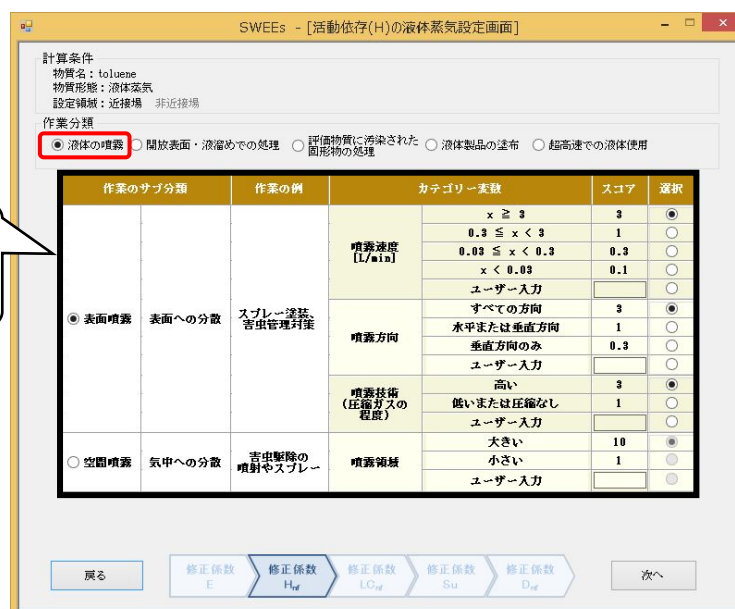 SWEEs - [活動依存(H)の液体蒸気設定画面]
計算条件
物質名：toluene
物質形態：液体蒸気
設定領域：近接場 非近接場
作業分類
液体の噴霧 開放表面・液溜めでの処理 評価物質に汚染された固形物の処理 液体製品の塗布 超高速での液体使用
作業のサブ分類 作業の例 カテゴリー変数 スコア 選択
表面噴霧 表面への分散 スプレー塗装、
害虫管理対策
噴霧速度
[L/min]
x ≧ 3 3
0.3 ≦ x < 3 1
0.03 ≦ x < 0.3 0.3
x < 0.03 0.1
ユーザー入力
噴霧方向
すべての方向 3
水平または垂直方向 1
垂直方向のみ 0.3
ユーザー入力
噴霧技術
(圧縮ガスの
程度)
高い 3
低いまたは圧縮なし 1
ユーザー入力
空間噴霧 気中への分散 害虫駆除の
噴射やスプレー
噴霧領域
大きい 10
小さい 1
ユーザー入力
戻る
修正係数
E
修正係数
Hnf
修正係数
LCnf
修正係数
Su
修正係数
Dnf
次へ